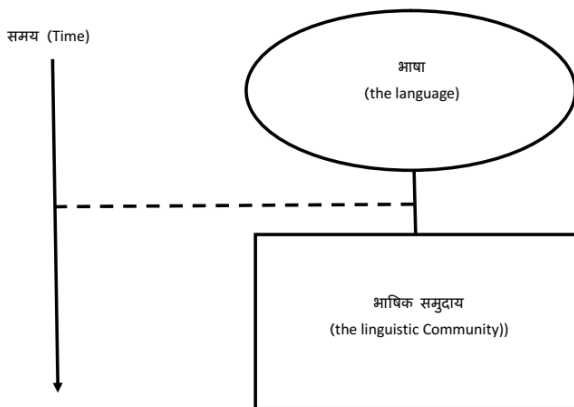 समय (Time)
भाषा
(the language)
भाषिक समुदाय
(the linguistic Community))